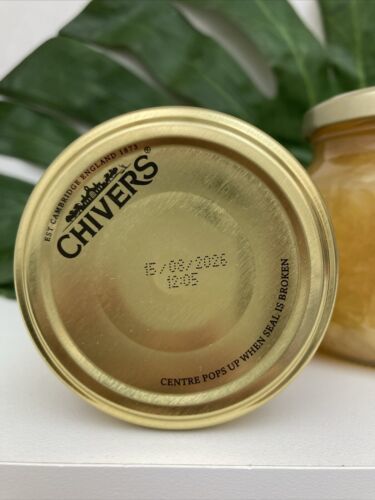 EST CAMBRIDGE ENGLAND 1873
CHIVERS®
15/08/2026
12:05
CENTRE POPS UP WHEN SEAL IS BROKEN